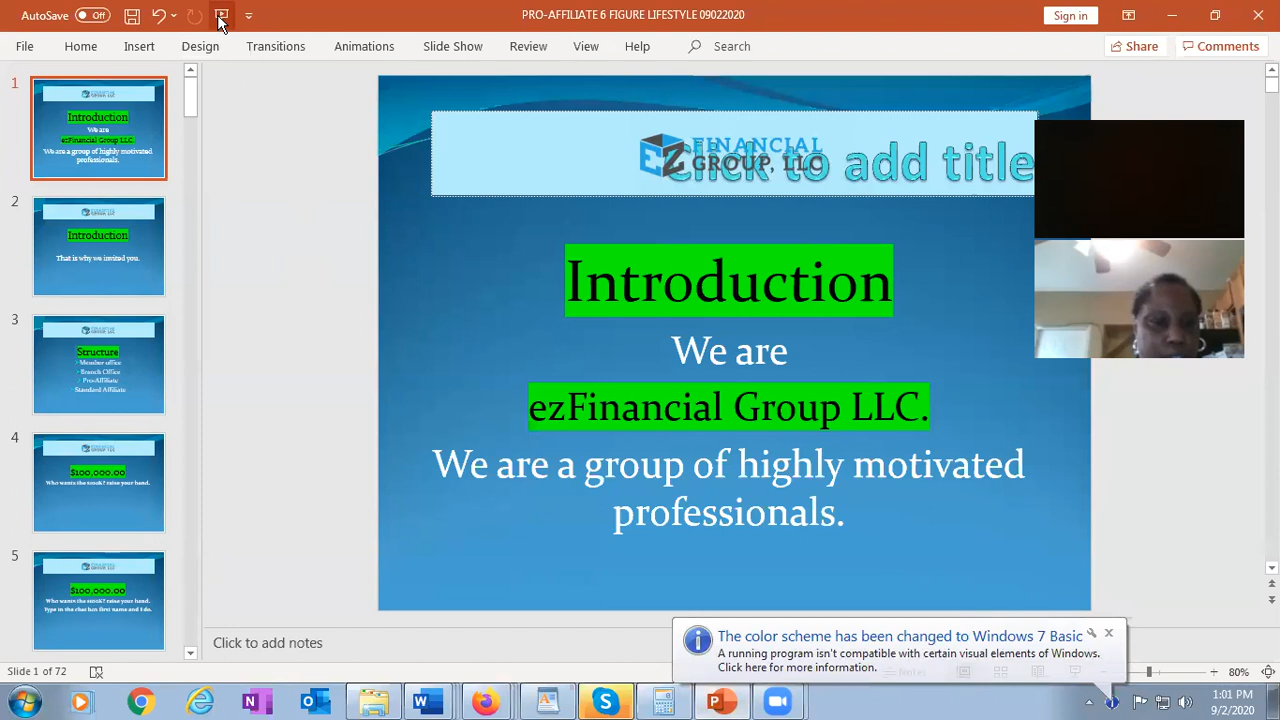 AutoSave Off
PRO-AFFILIATE 6 FIGURE LIFESTYLE 09022020
Sign in
File Home Insert Design Transitions Animations Slide Show Review View Help Search Share Comments
1
Introduction
We are
ezFinancial Group LLC.
We are a group of highly motivated
professionals.
2
Introduction
That is why we invited you.
3
Structure
Member office
Branch Office
Pro-Affiliate
Standard Affiliate
4
$100,000.00
Who wants the 100K? raise your hand.
5
$100,000.00
Who wants the 100K? raise your hand.
Type in the chat box first name and I do.
Click to add title
EZ FINANCIAL
GROUP, LLC
Introduction
We are
ezFinancial Group LLC.
We are a group of highly motivated
professionals.
Click to add notes
The color scheme has been changed to Windows 7 Basic
A running program isn't compatible with certain visual elements of Windows.
Click here for more information.
Slide 1 of 72
Notes
80%
1:01 PM
9/2/2020